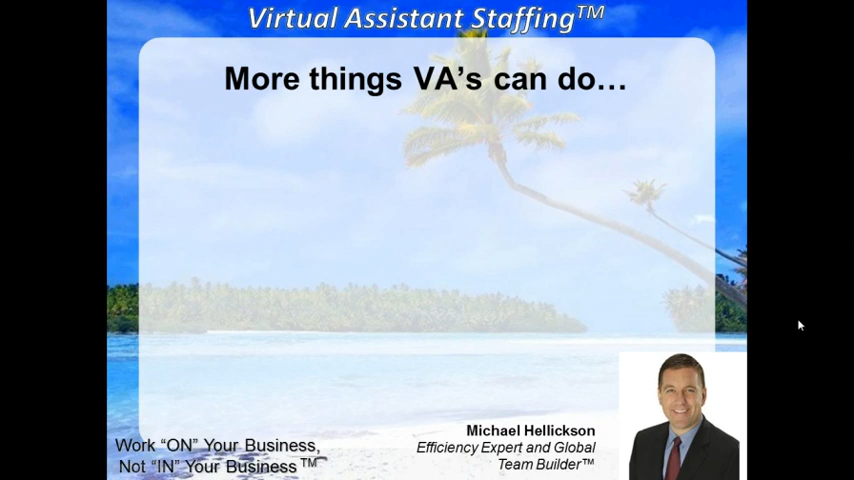 Virtual Assistant Staffing™
More things VA's can do…
Michael Hellickson
Efficiency Expert and Global
Team Builder™
Work “ON” Your Business,
Not “IN” Your Business™